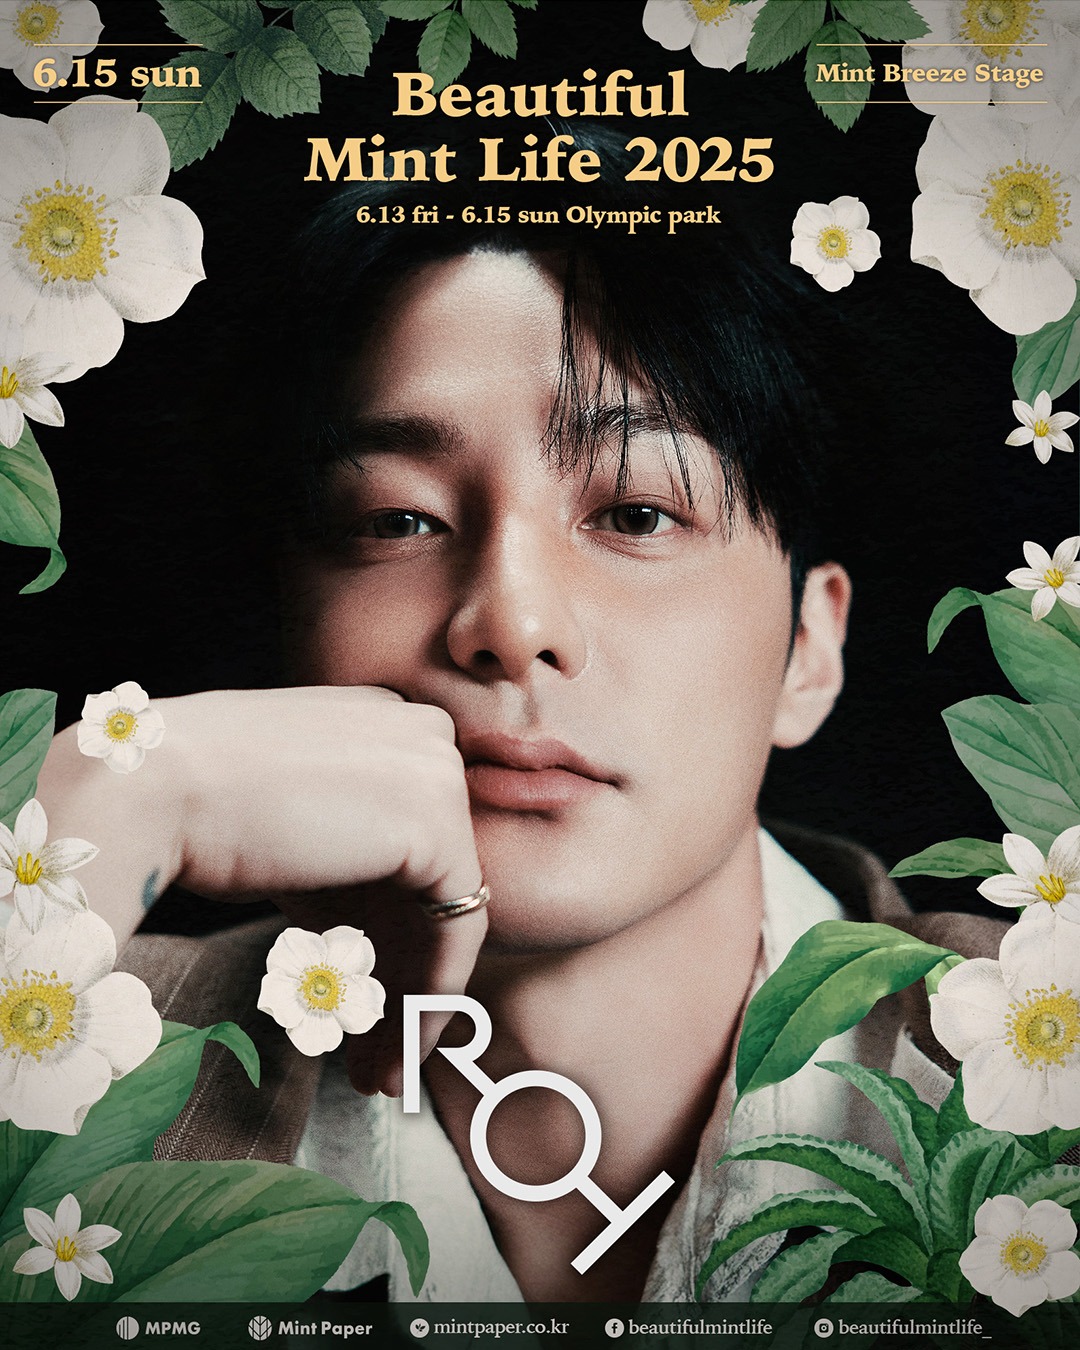 6.15 sun
Mint Breeze Stage
Beautiful
Mint Life 2025
6.13 fri - 6.15 sun Olympic park
ROY
MPMG
Mint Paper
mintpaper.co.kr
beautifulmintlife
beautifulmintlife_